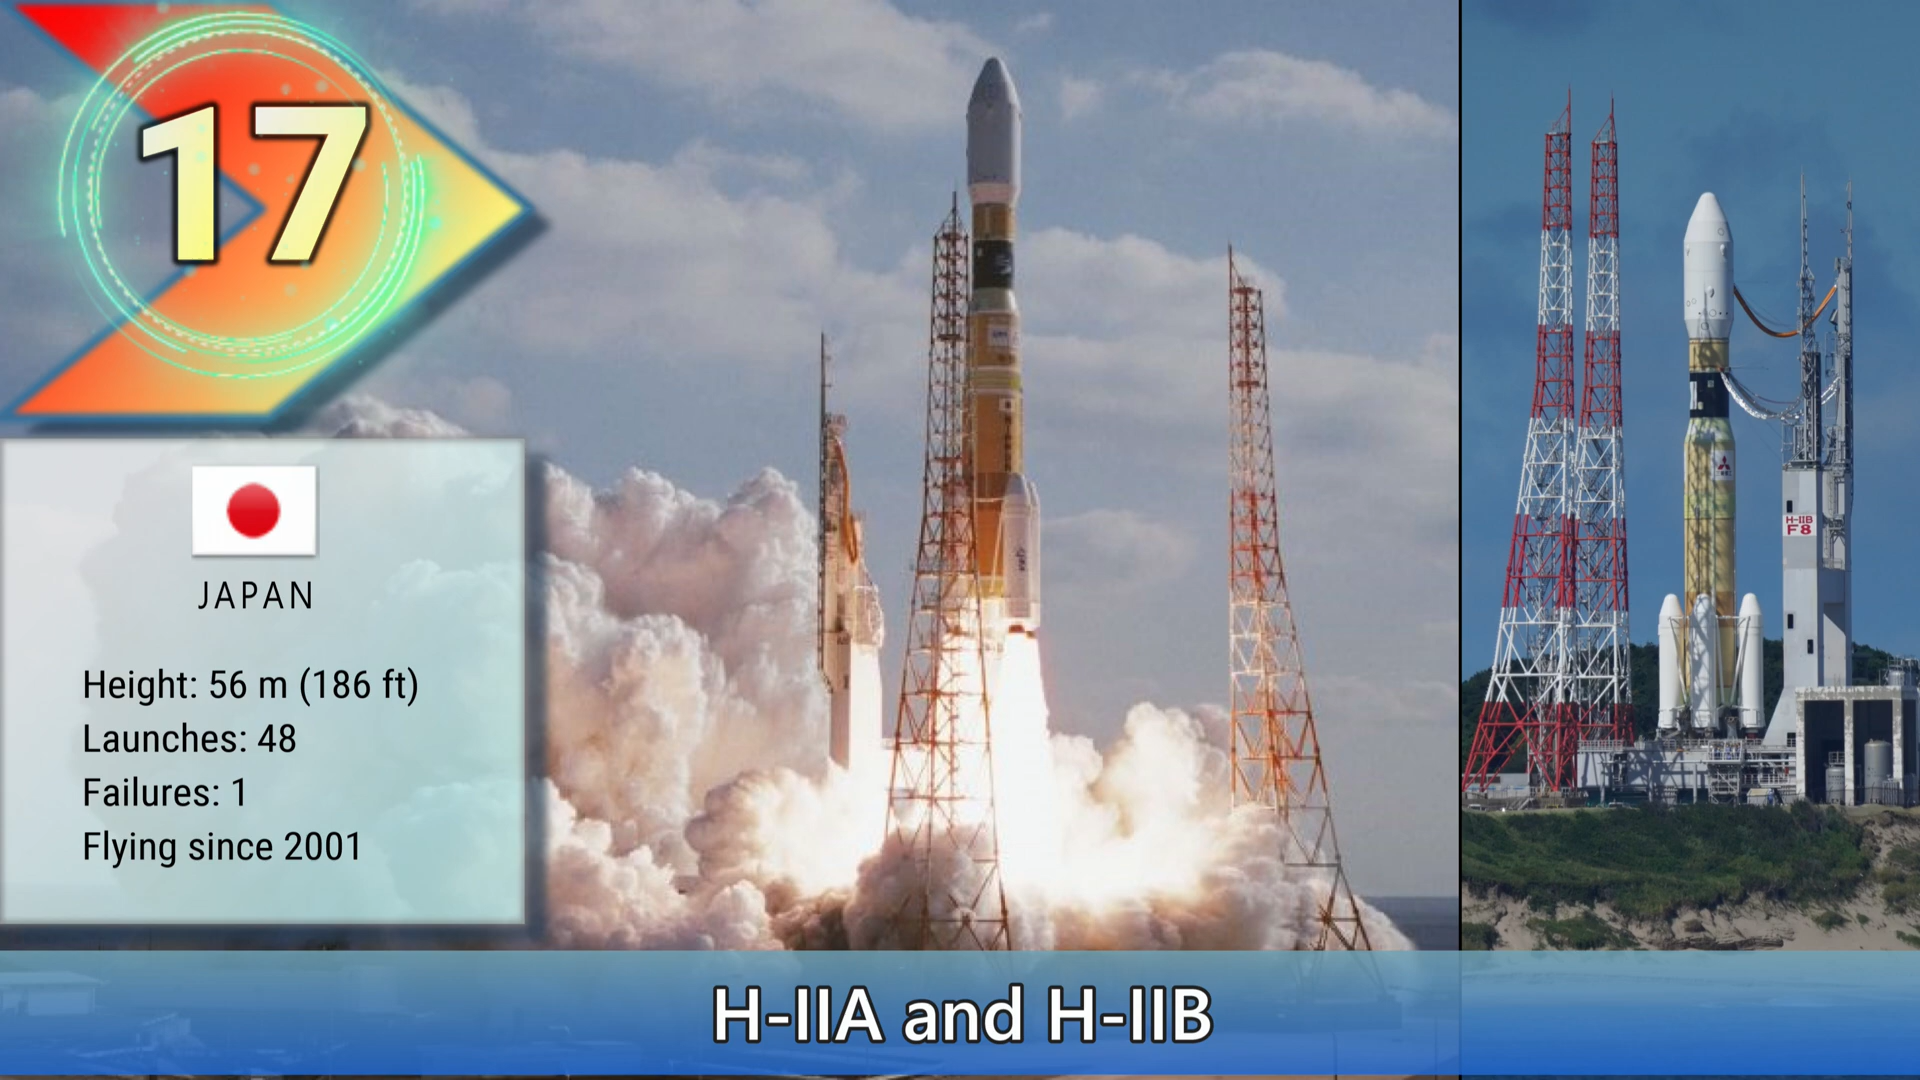 17
JAPAN
Height: 56 m (186 ft)
Launches: 48
Failures: 1
Flying since 2001
H-IIB
F8
H-IIA and H-IIB